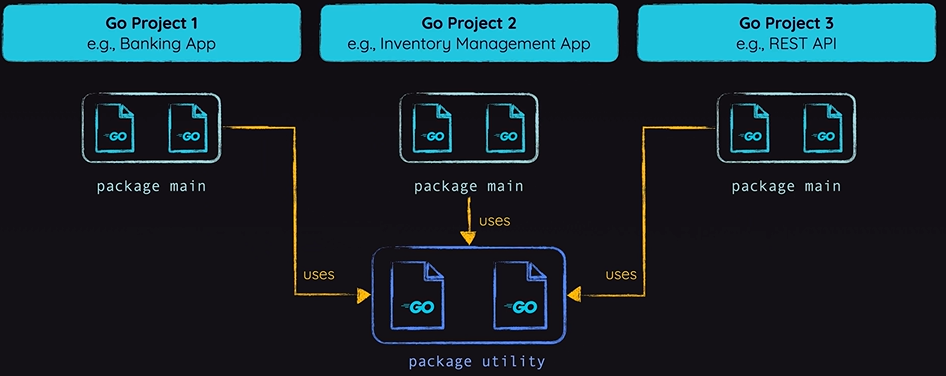 Go Project 1
e.g., Banking App
Go Project 2
e.g., Inventory Management App
Go Project 3
e.g., REST API
GO
GO
GO
GO
GO
GO
package main
package main
package main
uses
uses
uses
GO
GO
package utility